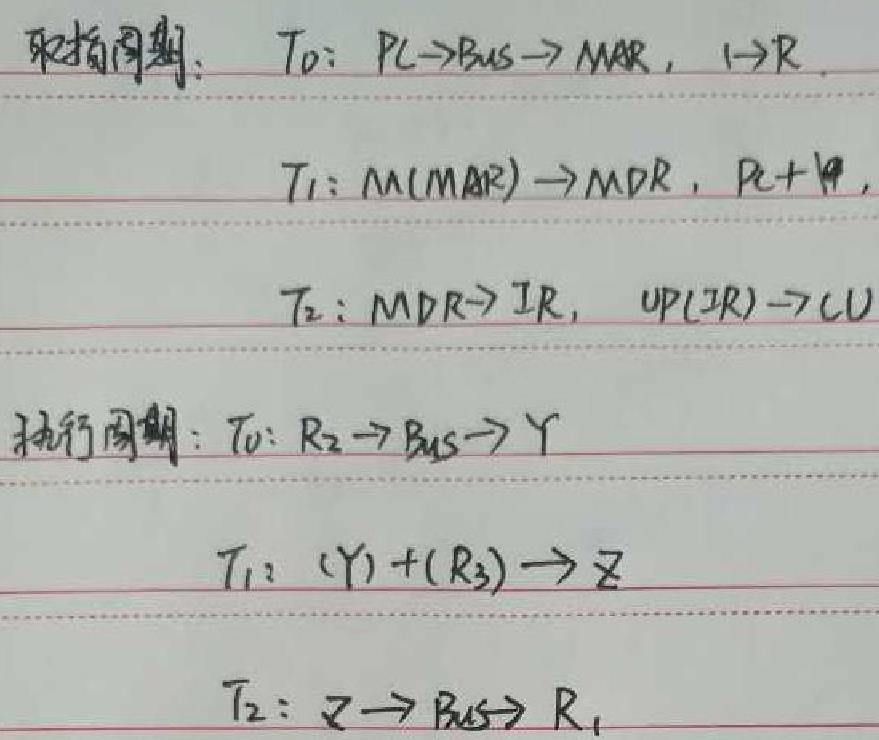 取指周期: T0: PC→Bus→MAR, 1→R
T1: M(MAR)→MDR, PC+1,
T2: MDR→IR, OP(IR)→CU
执行周期: T0: R2→Bus→Y
T1: (Y)+(R3)→Z
T2: Z→Bus→R1